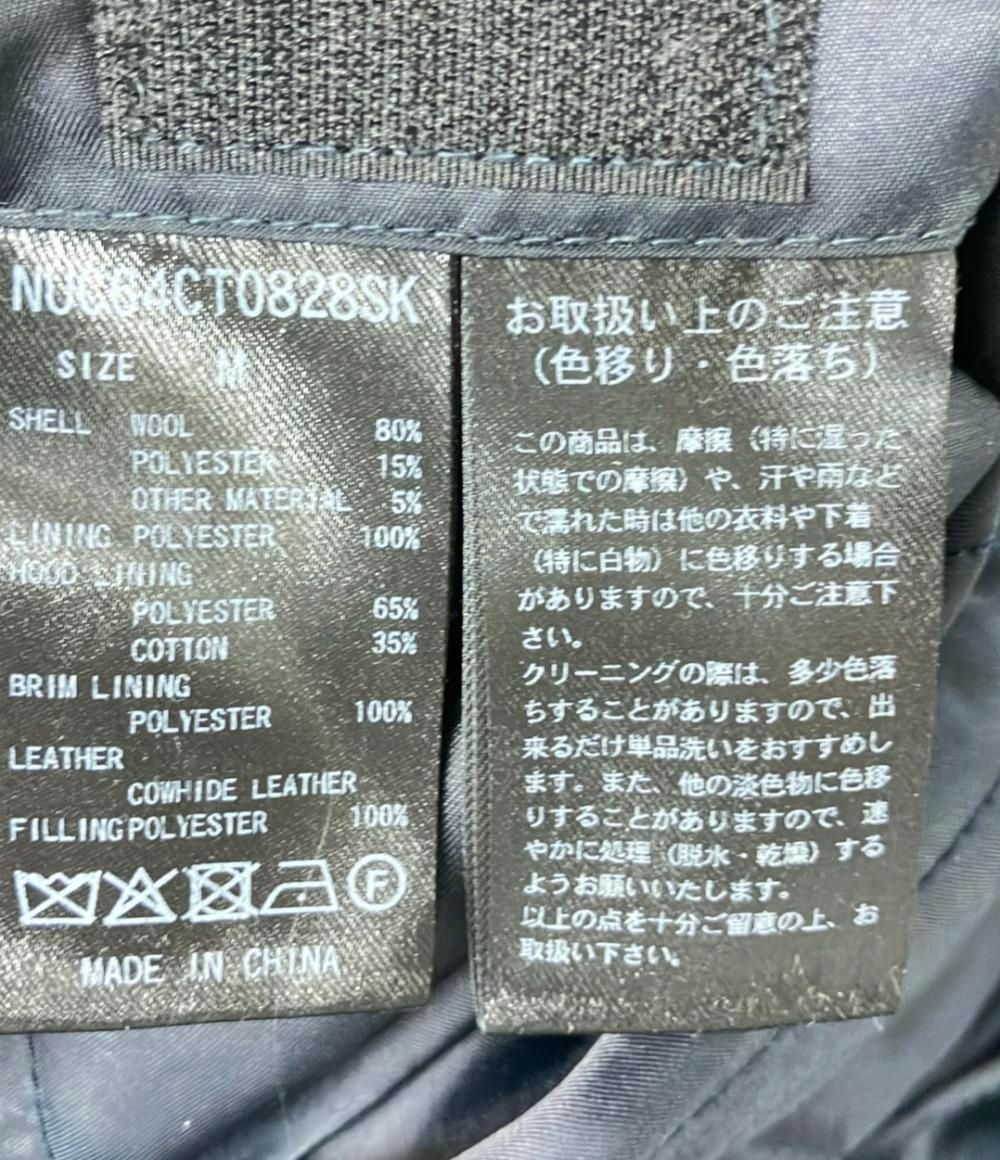 SIZE M
SHELL WOOL 80%
POLYESTER 15%
OTHER MATERIAL 5%
LINING POLYESTER 100%
HOOD LINING
POLYESTER 65%
COTTON 35%
BRIM LINING
POLYESTER 100%
LEATHER
COWHIDE LEATHER
FILLING POLYESTER 100%
F
MADE IN CHINA
お取扱い上のご注意
（色移り・色落ち）
この商品は、摩擦（特に湿った
状態での摩擦）や、汗や雨など
で濡れた時は他の衣料や下着
（特に白物）に色移りする場合
がありますので、十分ご注意下
さい。
クリーニングの際は、多少色落
ちすることがありますので、出
来るだけ単品洗いをおすすめし
ます。また、他の淡色物に色移
りすることがありますので、速
やかに処理（脱水・乾燥）する
ようお願いいたします。
以上の点を十分ご留意の上、お
取扱い下さい。